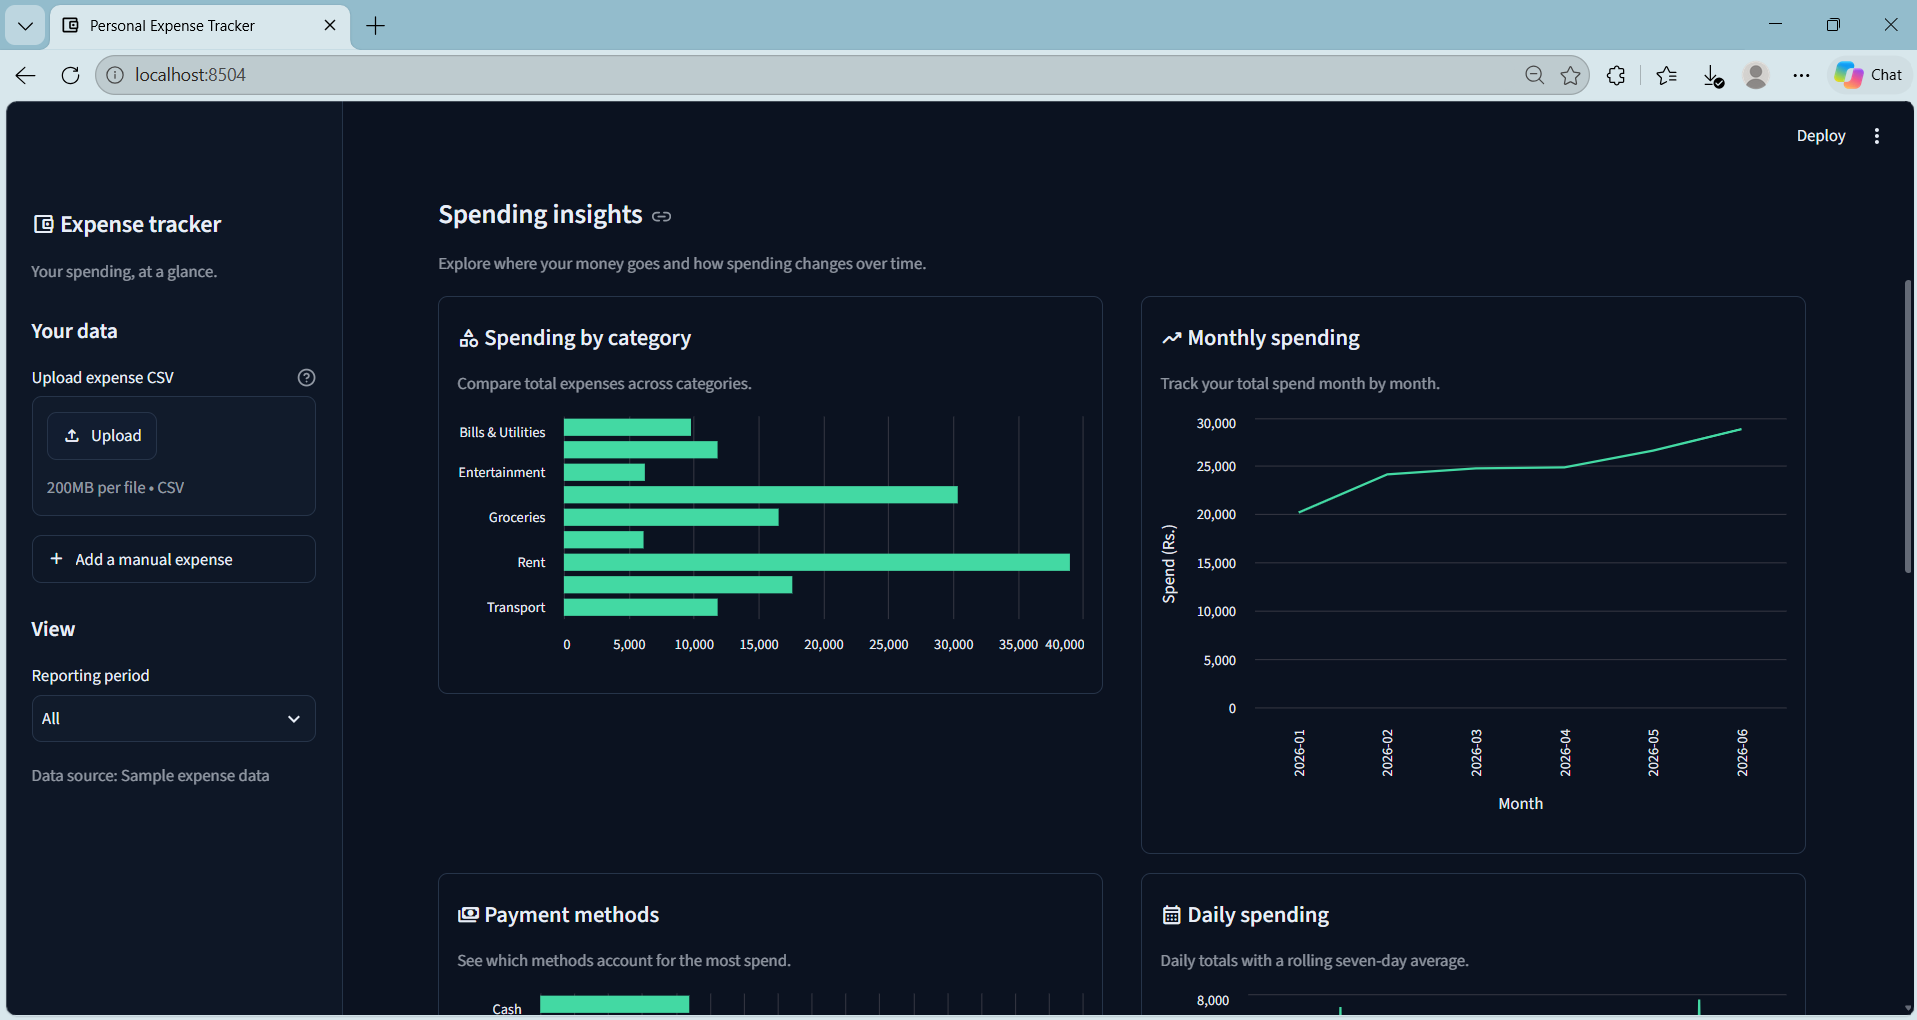 Personal Expense Tracker
localhost:8504
Chat
Deploy
Expense tracker
Your spending, at a glance.
Your data
Upload expense CSV
Upload
200MB per file • CSV
Add a manual expense
View
Reporting period
All
Data source: Sample expense data
Spending insights
Explore where your money goes and how spending changes over time.
Spending by category
Compare total expenses across categories.
Bills & Utilities
Entertainment
Groceries
Rent
Transport
0 5,000 10,000 15,000 20,000 25,000 30,000 35,000 40,000
Monthly spending
Track your total spend month by month.
30,000
25,000
20,000
15,000
10,000
5,000
0
Spend (Rs.)
2026-01 2026-02 2026-03 2026-04 2026-05 2026-06
Month
Payment methods
See which methods account for the most spend.
Cash
Daily spending
Daily totals with a rolling seven-day average.
8,000